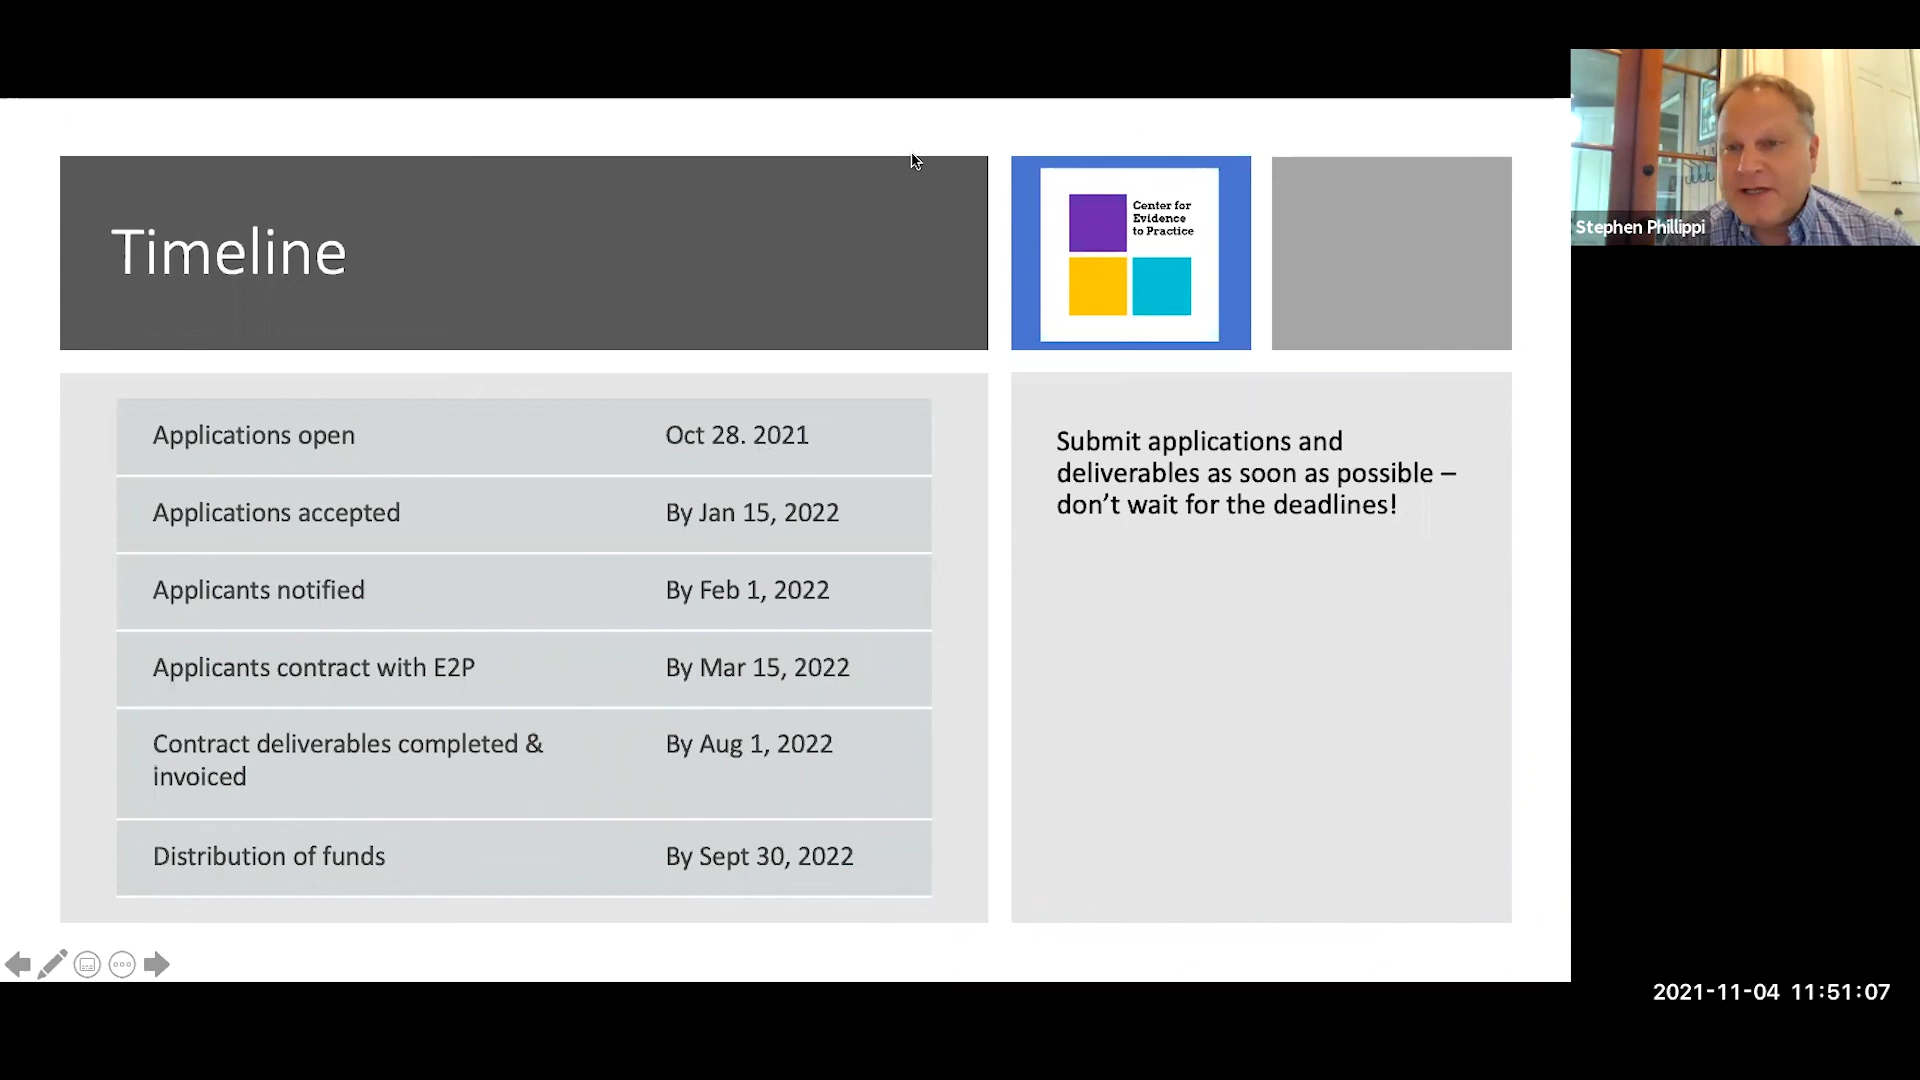 Timeline
Center for
Evidence
to Practice
Stephen Phillippi
Applications open Oct 28. 2021
Applications accepted By Jan 15, 2022
Applicants notified By Feb 1, 2022
Applicants contract with E2P By Mar 15, 2022
Contract deliverables completed & By Aug 1, 2022
invoiced
Distribution of funds By Sept 30, 2022
Submit applications and
deliverables as soon as possible –
don’t wait for the deadlines!
2021-11-04 11:51:07